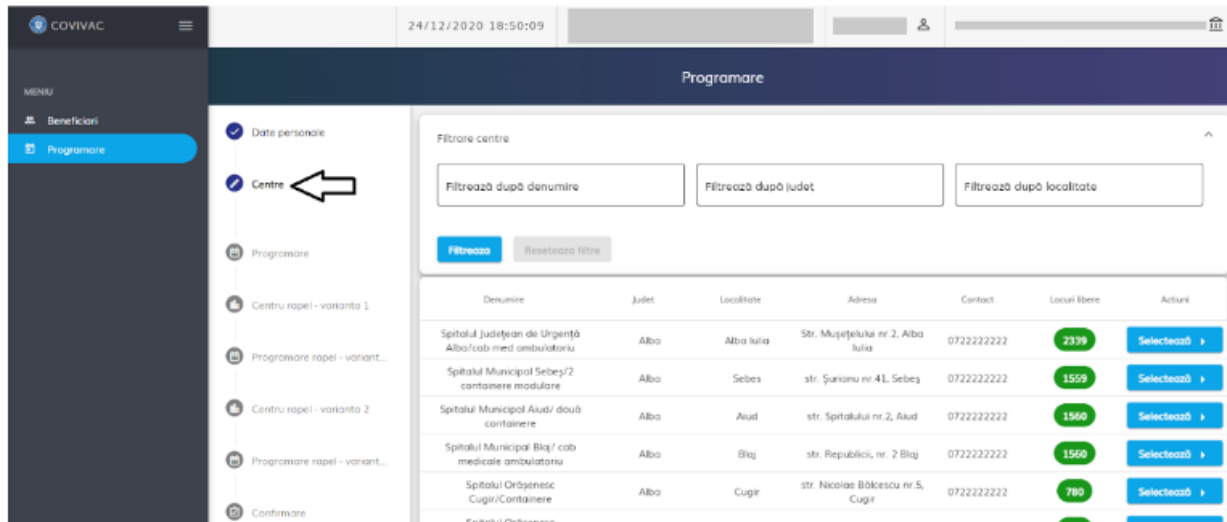 COVIVAC
24/12/2020 18:50:09
Programare
MENIU
Beneficiari
Programare
Date personale
Centre
Programare
Centru rapel - varianta 1
Programare rapel - variant...
Centru rapel - varianta 2
Programare rapel - variant...
Confirmare
Filtrare centre
Filtrează după denumire
Filtrează după județ
Filtrează după localitate
Filtreaza
Reseteaza filtre
Denumire Judet Localitate Adresa Contact Locuri libere Actiuni
Spitalul Județean de Urgență Alba/cab med ambulatoriu Alba Alba Iulia Str. Mușețelului nr.2, Alba Iulia 0722222222 2339 Selectează
Spitalul Municipal Sebeș/2 containere modulare Alba Sebes str. Șurianu nr.41, Sebeș 0722222222 1559 Selectează
Spitalul Municipal Aiud/ două containere Alba Aiud str. Spitalului nr.2, Aiud 0722222222 1560 Selectează
Spitalul Municipal Blaj/ cab medicale ambulatoriu Alba Blaj str. Republicii, nr. 2 Blaj 0722222222 1560 Selectează
Spitalul Orășenesc Cugir/Containere Alba Cugir str. Nicolae Bălcescu nr.5, Cugir 0722222222 780 Selectează